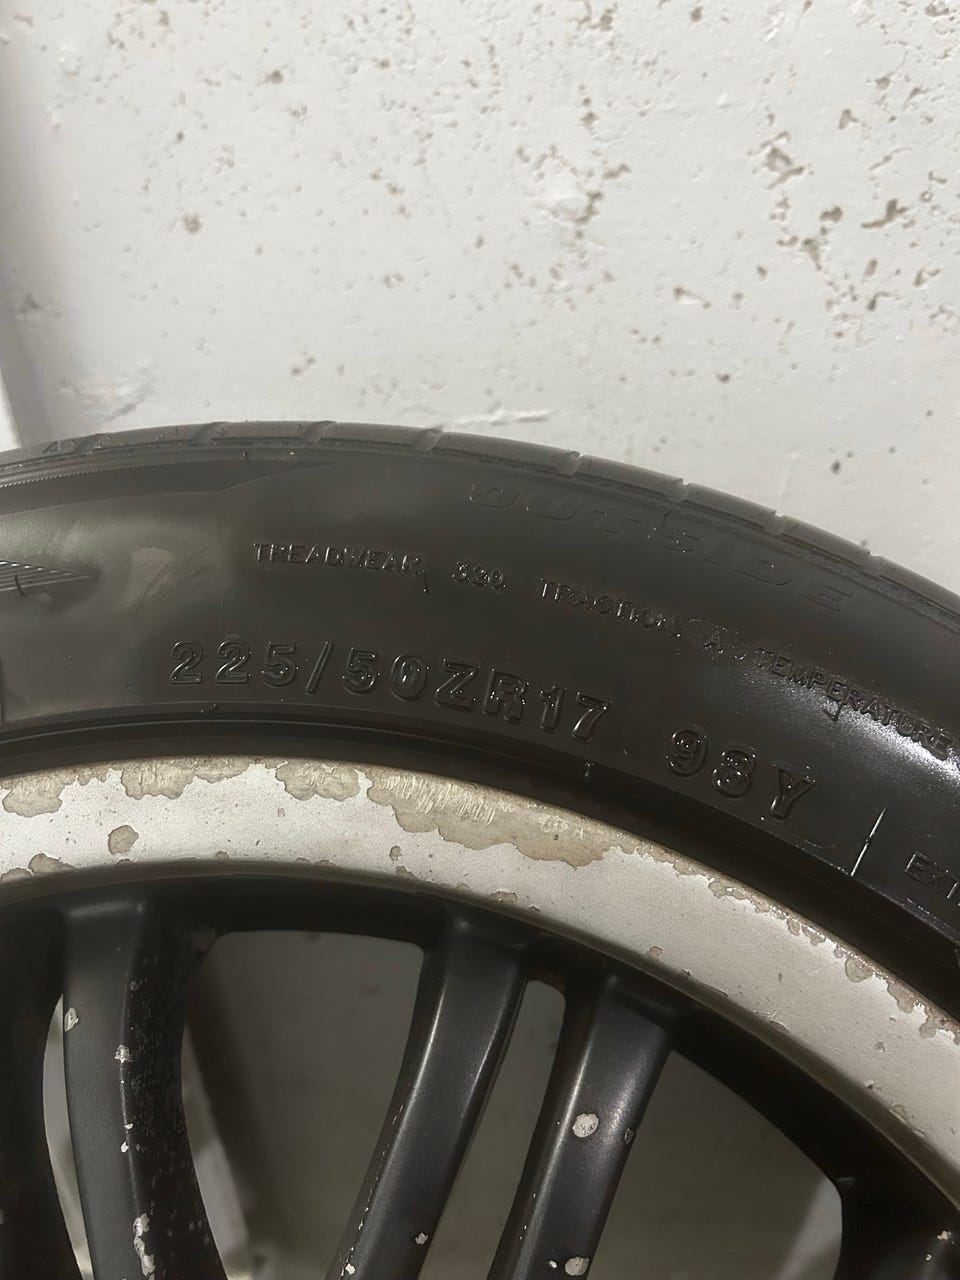 OUTSIDE
TREADWEAR 320 TRACTION A TEMPERATURE
225/50ZR17 98Y